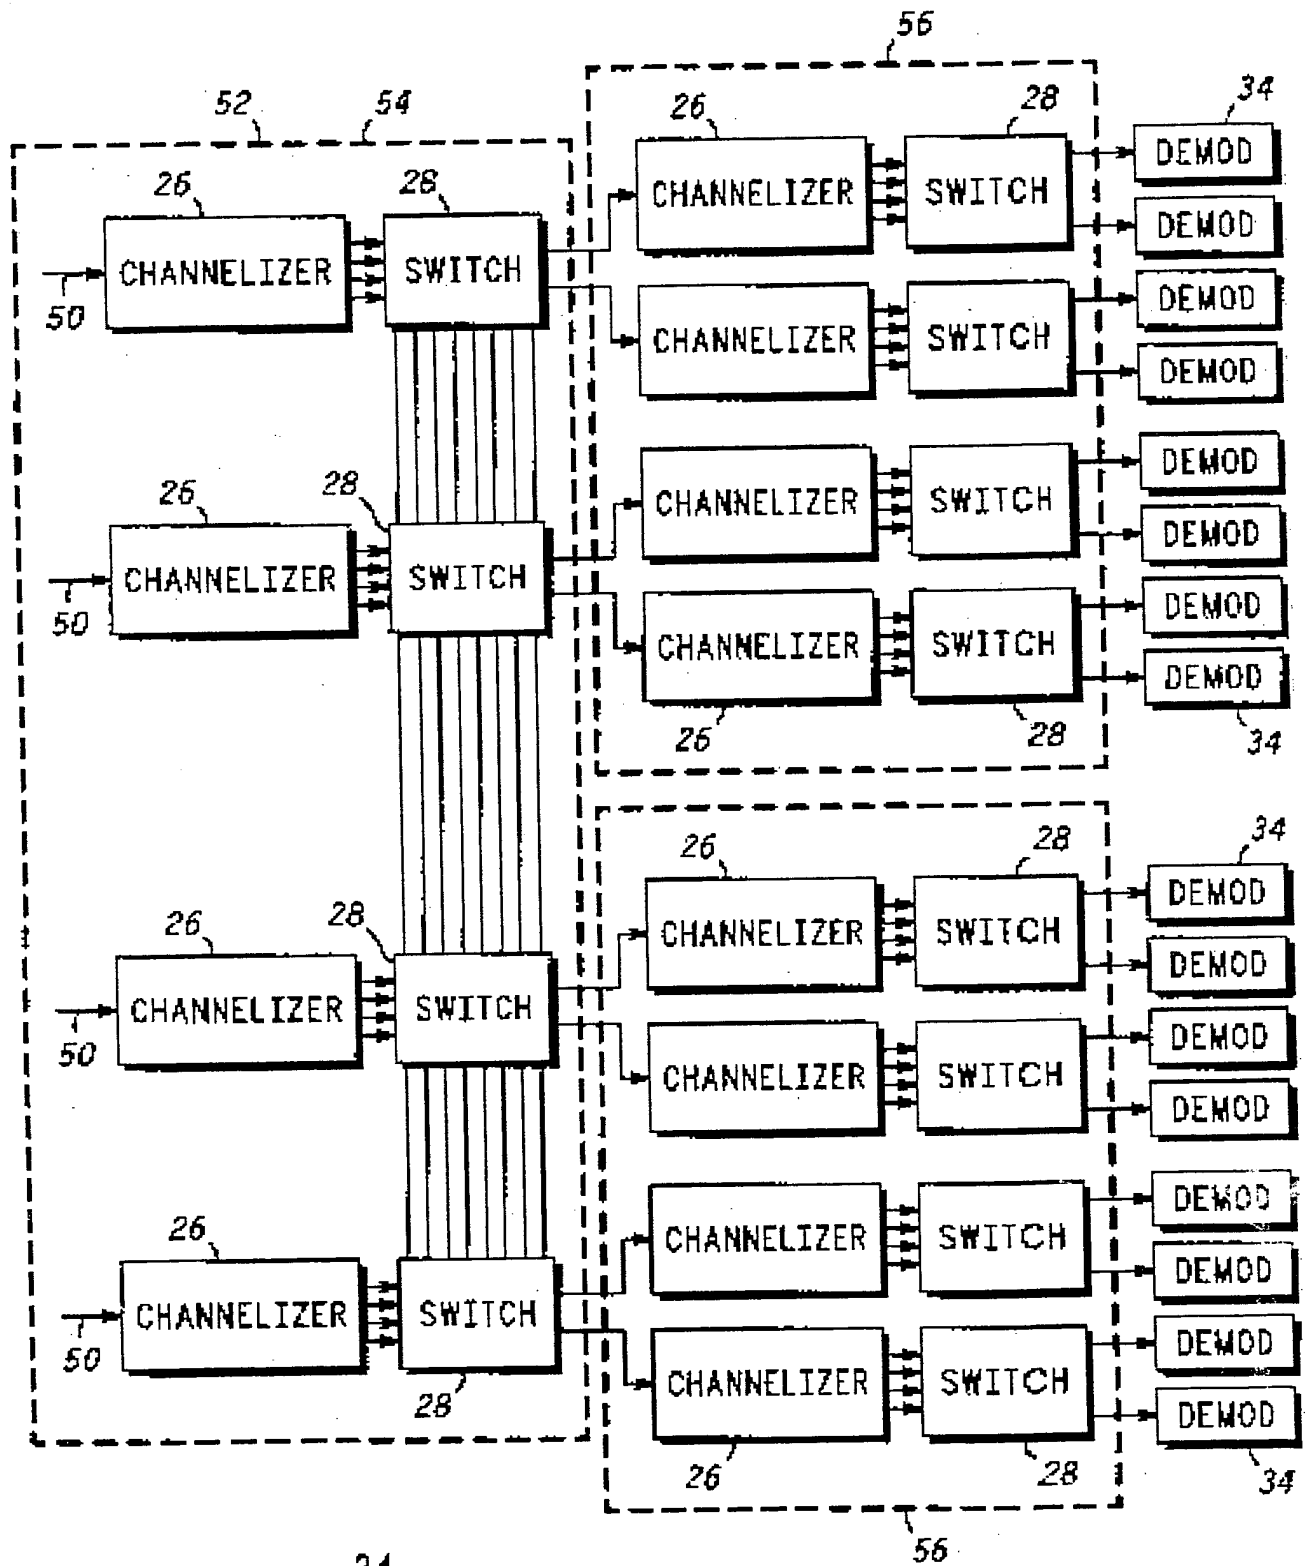 56
52 54 26 28 34
26 28 CHANNELIZER SWITCH DEMOD
DEMOD
CHANNELIZER SWITCH
50 CHANNELIZER SWITCH DEMOD
DEMOD
26 28 CHANNELIZER SWITCH DEMOD
DEMOD
CHANNELIZER SWITCH
50 CHANNELIZER SWITCH DEMOD
DEMOD
26 28 34
26 28 34
26 28 CHANNELIZER SWITCH DEMOD
DEMOD
CHANNELIZER SWITCH
50 CHANNELIZER SWITCH DEMOD
DEMOD
26 CHANNELIZER SWITCH DEMOD
DEMOD
CHANNELIZER SWITCH
50 CHANNELIZER SWITCH DEMOD
28 DEMOD
26 28 34
56